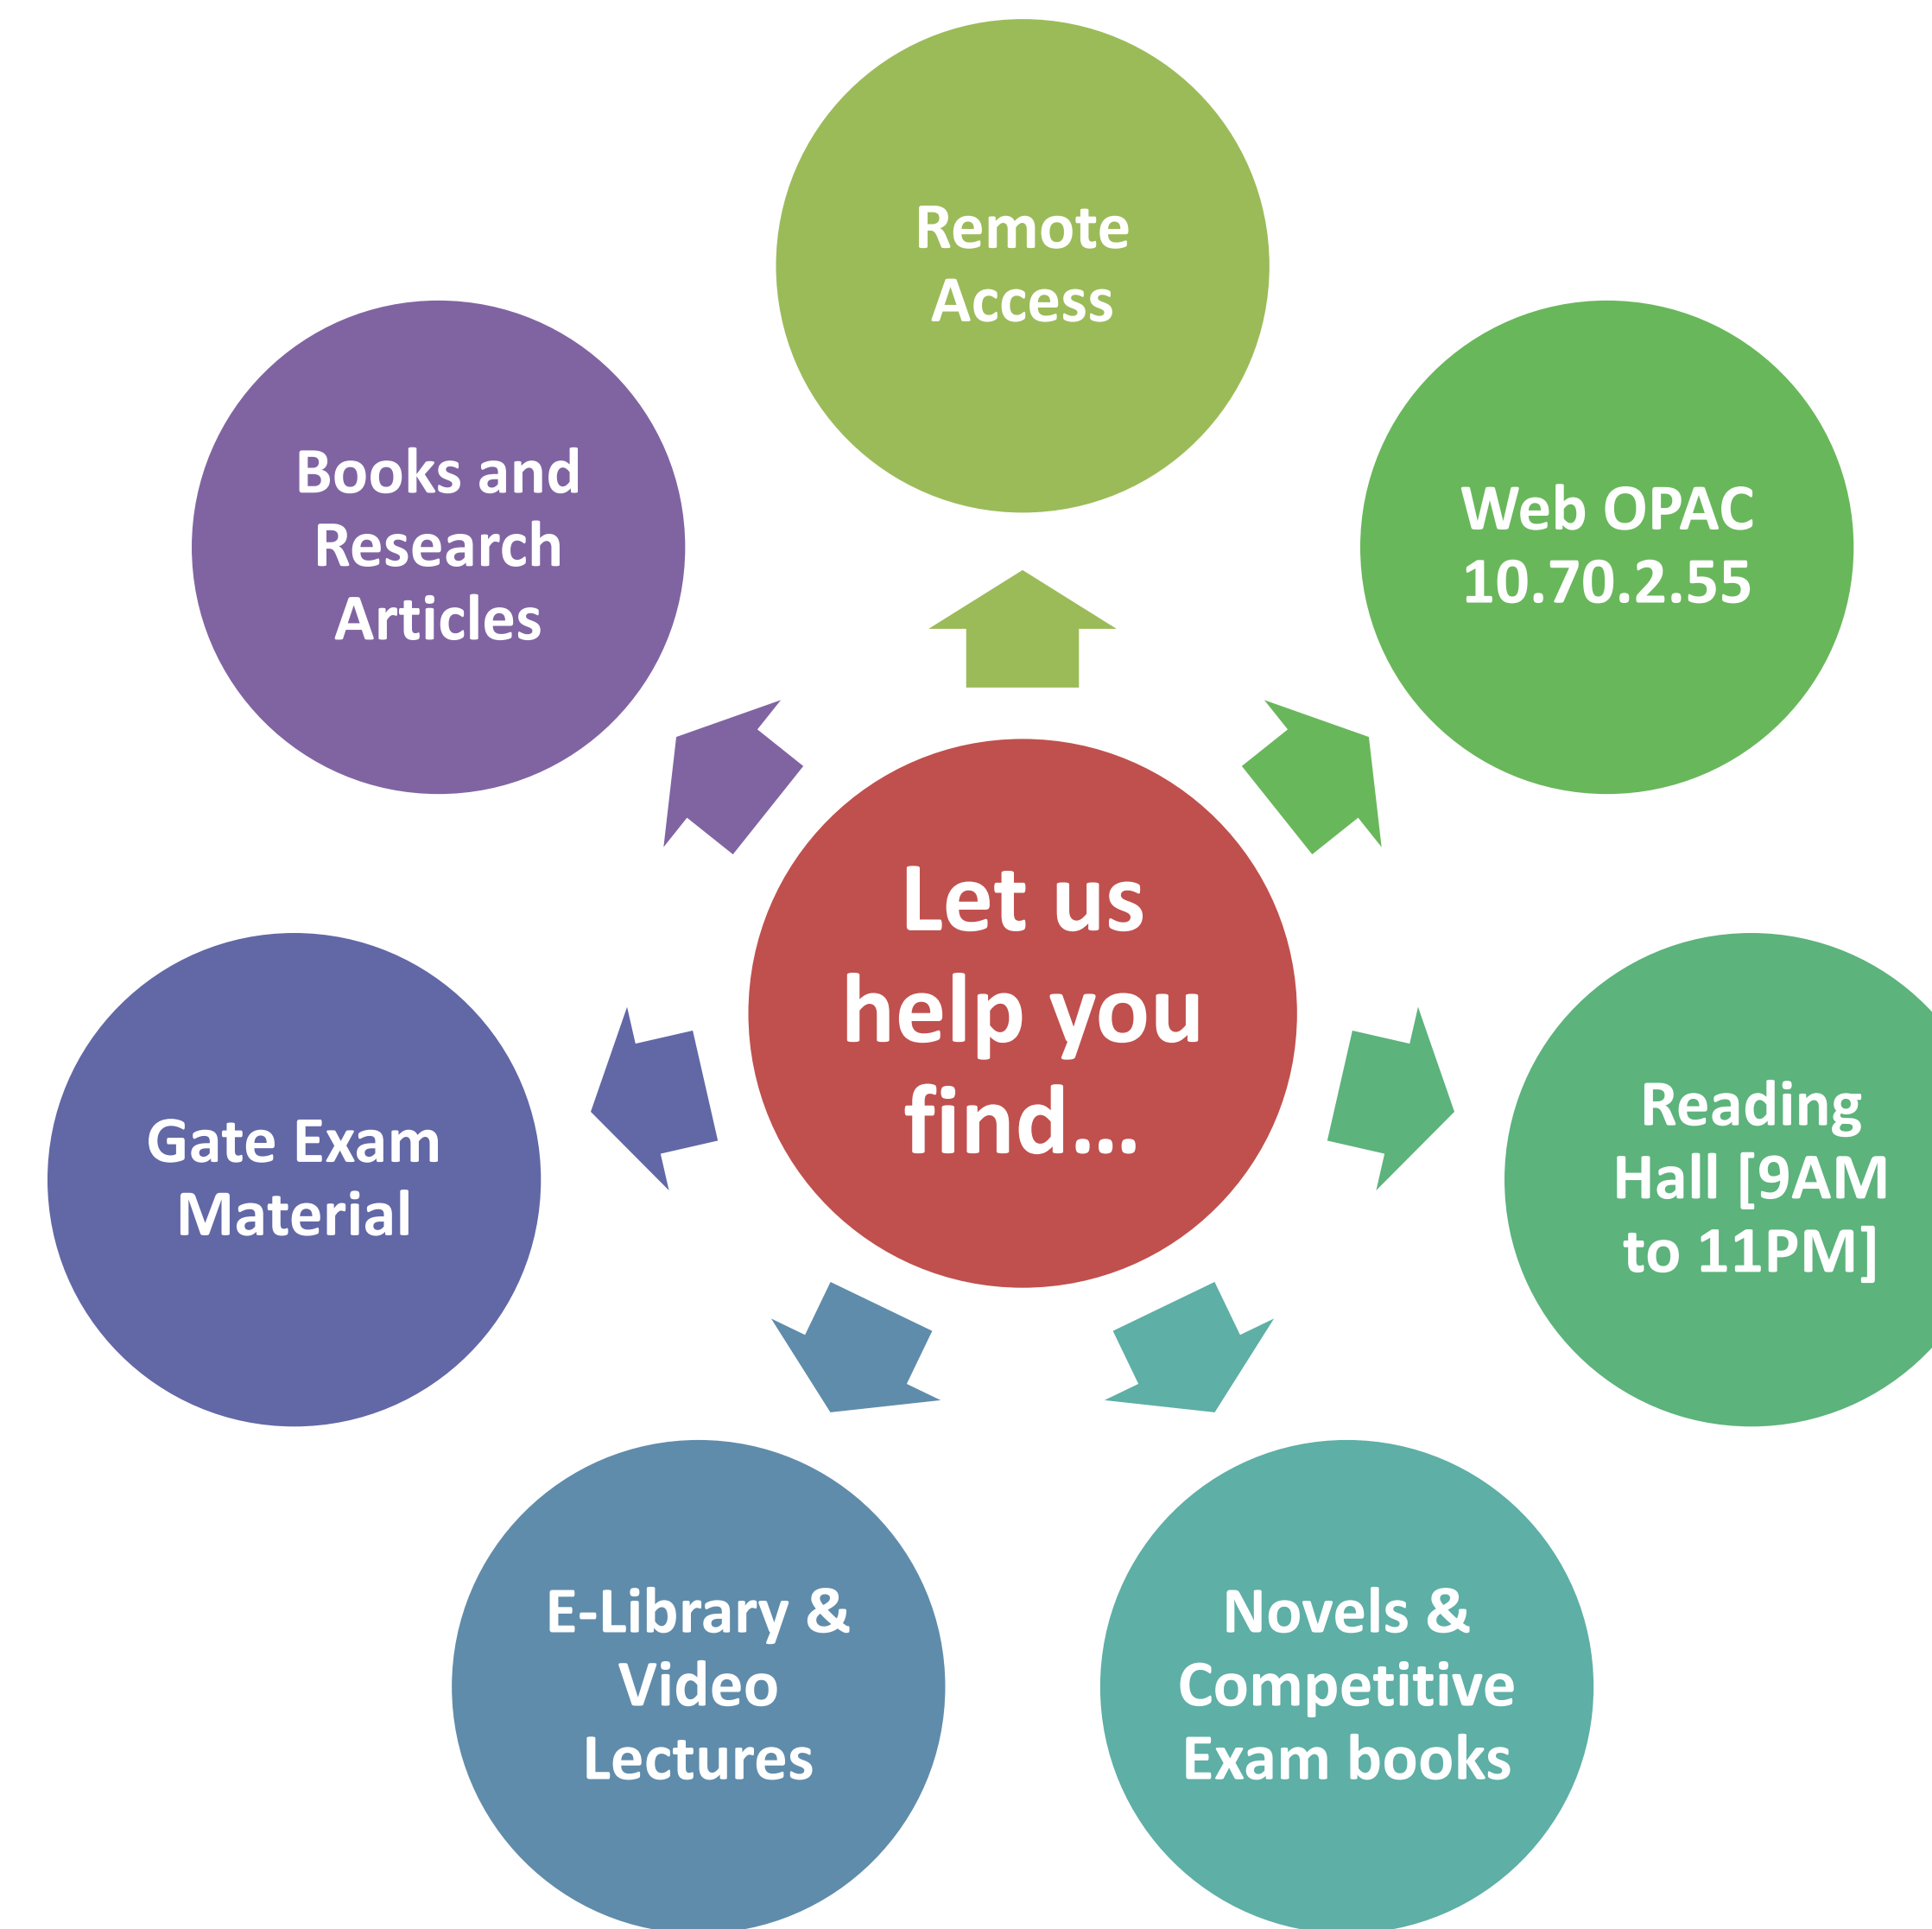 Remote
Access
Books and
Research
Articles
Web OPAC
10.70.2.55
Let us
help you
find...
Gate Exam
Material
Reading
Hall [9AM
to 11PM]
E-Library &
Video
Lectures
Novels &
Competitive
Exam books